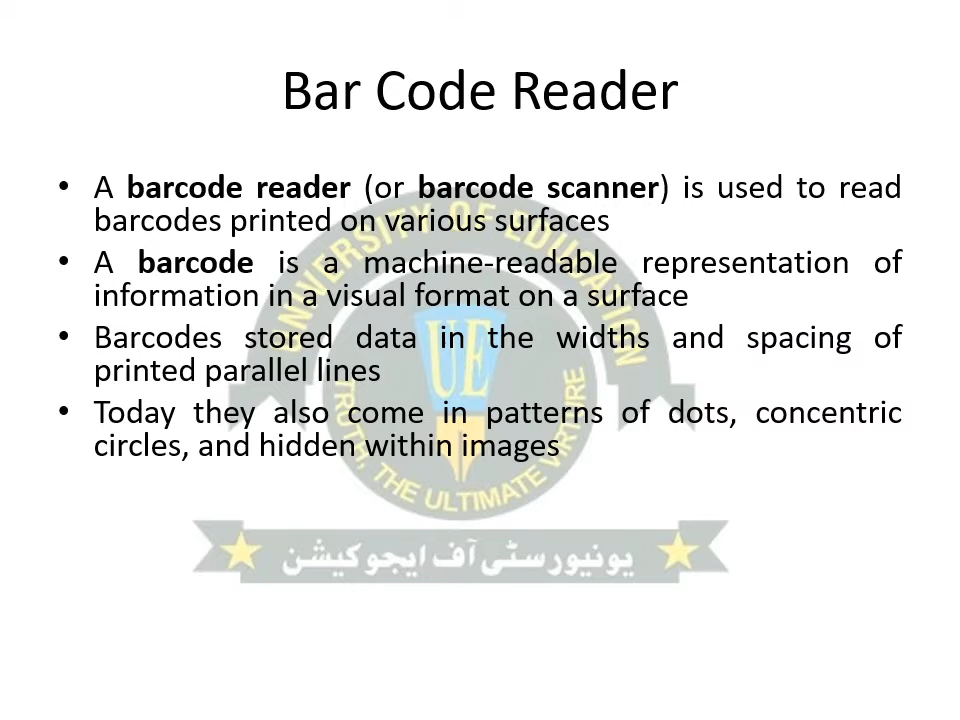 Bar Code Reader
• A barcode reader (or barcode scanner) is used to read
barcodes printed on various surfaces
• A barcode is a machine-readable representation of
information in a visual format on a surface
• Barcodes stored data in the widths and spacing of
printed parallel lines
• Today they also come in patterns of dots, concentric
circles, and hidden within images
UNIVERSITY OF EDUCATION
UE
TRUTH, THE ULTIMATE VIRTUE
یونیورسٹی آف ایجوکیشن